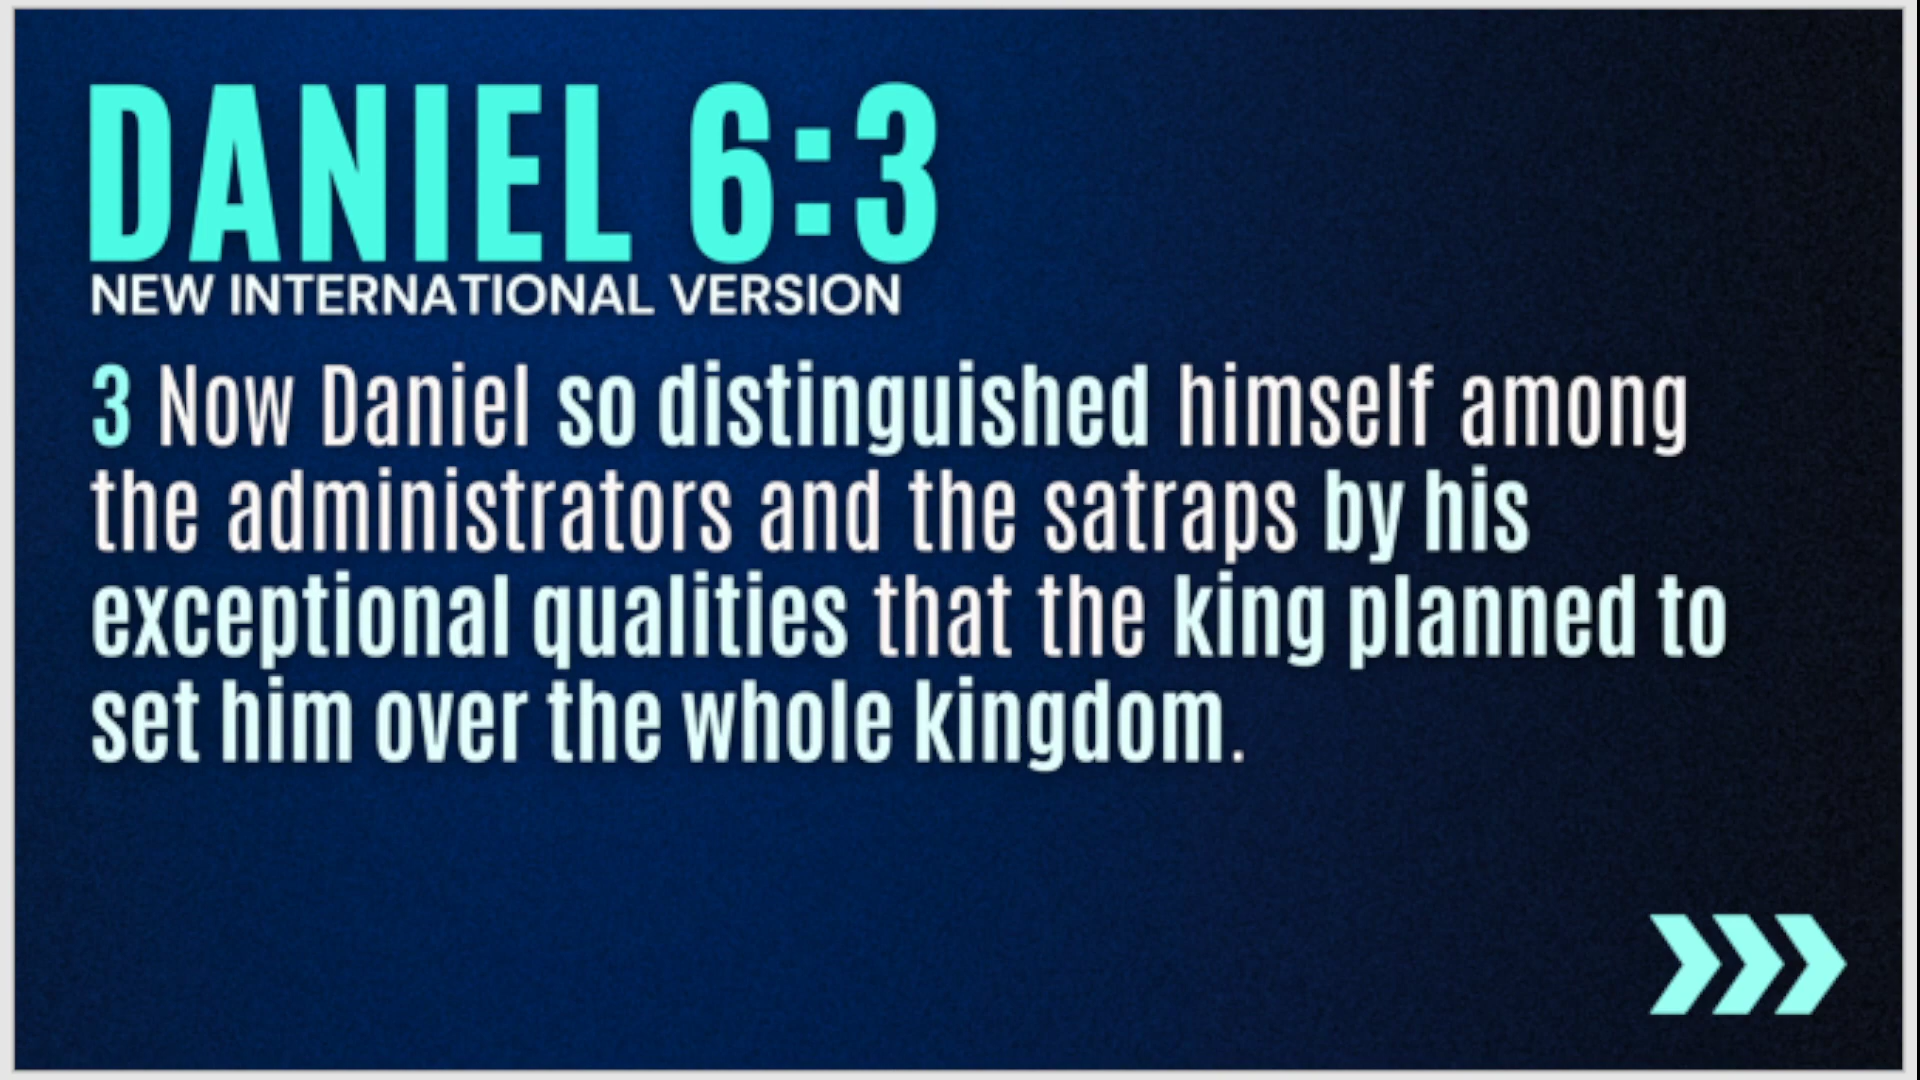 DANIEL 6:3
NEW INTERNATIONAL VERSION
3 Now Daniel so distinguished himself among
the administrators and the satraps by his
exceptional qualities that the king planned to
set him over the whole kingdom.